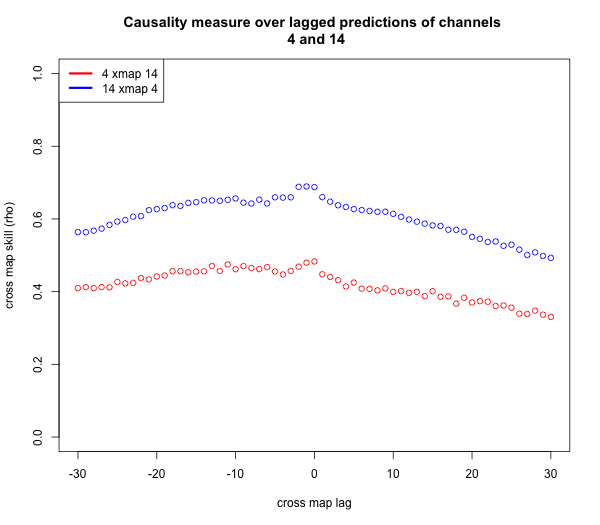 Causality measure over lagged predictions of channels
4 and 14
4 xmap 14
14 xmap 4
cross map skill (rho)
1.0
0.8
0.6
0.4
0.2
0.0
-30 -20 -10 0 10 20 30
cross map lag